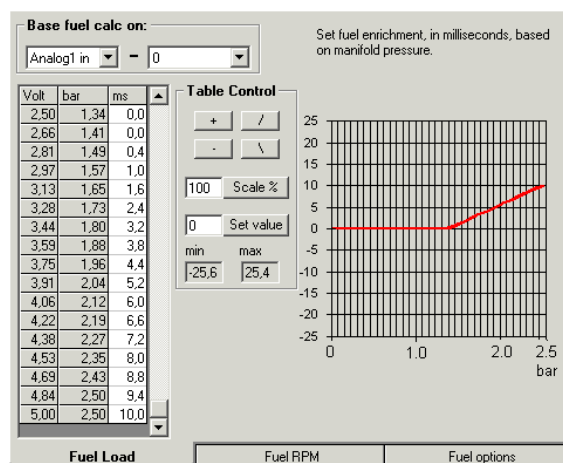 Base fuel calc on:
Analog1 in - 0
Set fuel enrichment, in milliseconds, based
on manifold pressure.
Volt bar ms
2,50 1,34 0,0
2,66 1,41 0,0
2,81 1,49 0,4
2,97 1,57 1,0
3,13 1,65 1,6
3,28 1,73 2,4
3,44 1,80 3,2
3,59 1,88 3,8
3,75 1,96 4,4
3,91 2,04 5,2
4,06 2,12 6,0
4,22 2,19 6,6
4,38 2,27 7,2
4,53 2,35 8,0
4,69 2,43 8,8
4,84 2,50 9,4
5,00 2,50 10,0
Table Control
+ /
- \
100 Scale %
0 Set value
min max
-25,6 25,4
25
20
15
10
5
0
-5
-10
-15
-20
-25
0 1.0 2.0 2.5
bar
Fuel Load Fuel RPM Fuel options